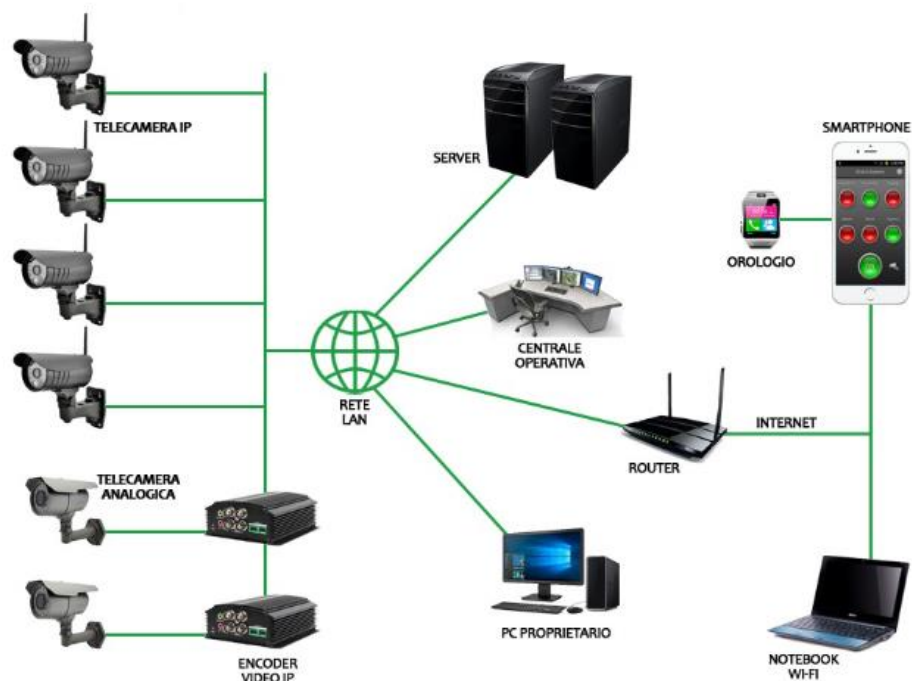 TELECAMERA IP
SERVER
SMARTPHONE
OROLOGIO
CENTRALE
OPERATIVA
RETE
LAN
INTERNET
ROUTER
TELECAMERA
ANALOGICA
PC PROPRIETARIO
ENCODER
VIDEO IP
NOTEBOOK
WI-FI